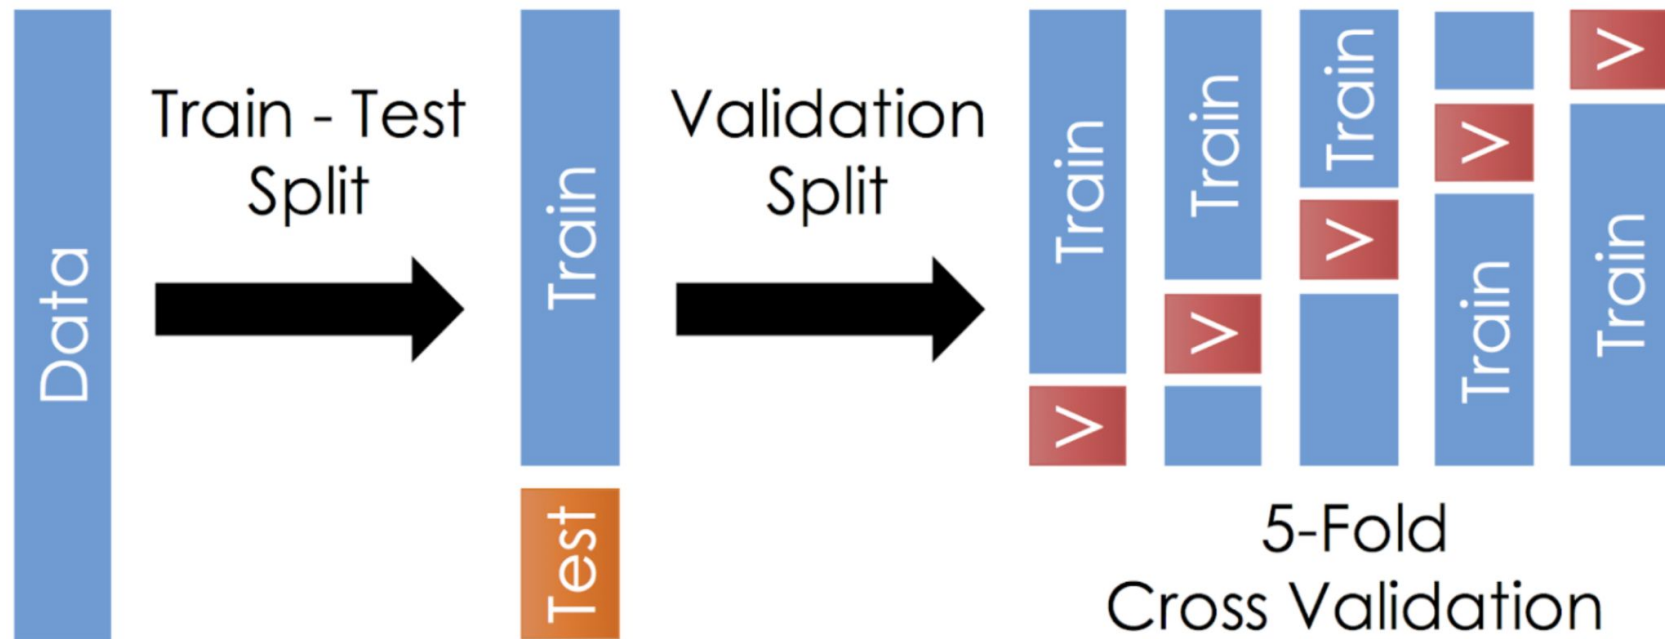 Data
Train - Test
Split
Train
Test
Validation
Split
Train
V
Train
V
Train
V
V
Train
V
Train
5-Fold
Cross Validation